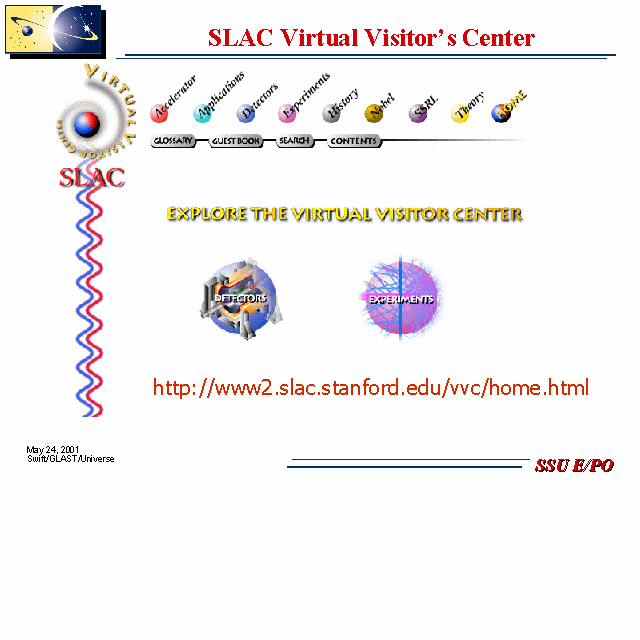 SLAC Virtual Visitor's Center
VIRTUAL VISITOR CENTER
SLAC
Accelerator
Applications
Detectors
Experiments
History
Nobel
SSRL
Theory
HOME
GLOSSARY
GUEST BOOK
SEARCH
CONTENTS
EXPLORE THE VIRTUAL VISITOR CENTER
DETECTORS
EXPERIMENTS
http://www2.slac.stanford.edu/vvc/home.html
May 24, 2001
Swift/GLAST/Universe
SSU E/PO